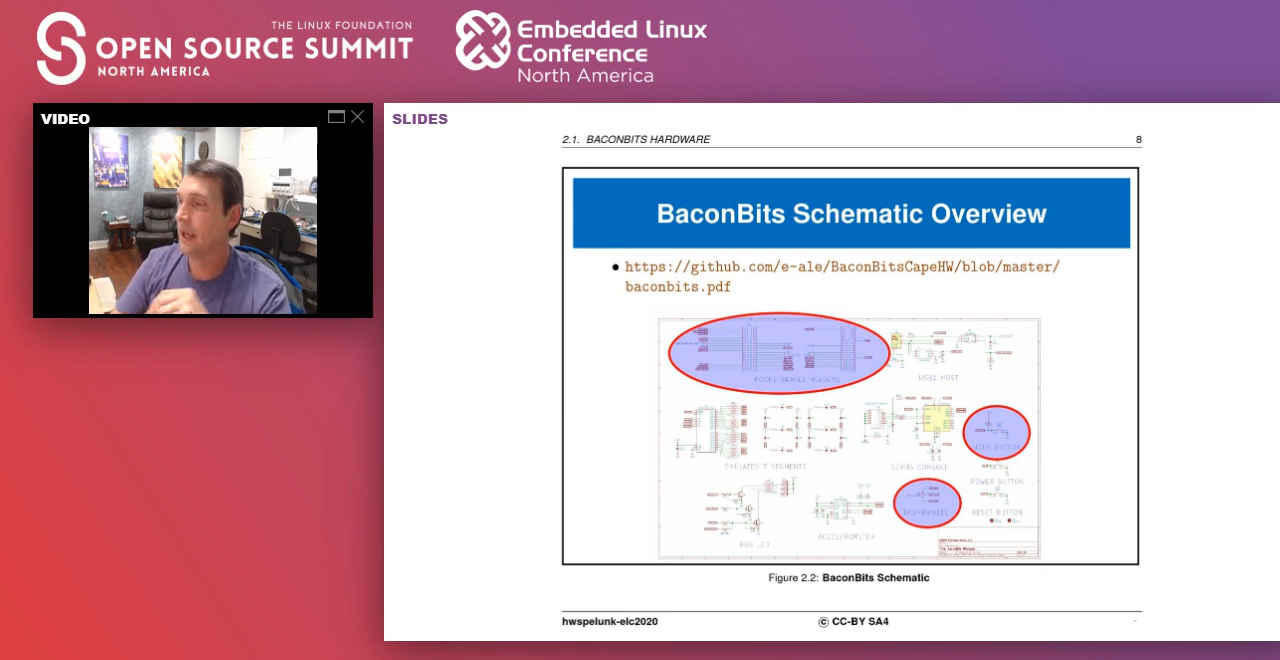 THE LINUX FOUNDATION
OPEN SOURCE SUMMIT
NORTH AMERICA
Embedded Linux
Conference
North America
VIDEO
SLIDES
2.1. BACONBITS HARDWARE 8
BaconBits Schematic Overview
• https://github.com/e-ale/BaconBitsCapeHW/blob/master/
baconbits.pdf
POCKETBEAGLE HEADERS
USB1 HOST
EMULATED 7 SEGMENTS
DEBUG CONSOLE
USER BUTTON
POWER BUTTON
THUMBWHEEL
RESET BUTTON
RGB LED
ACCELEROMETER
Figure 2.2: BaconBits Schematic
hwspelunk-elc2020
© CC-BY SA4